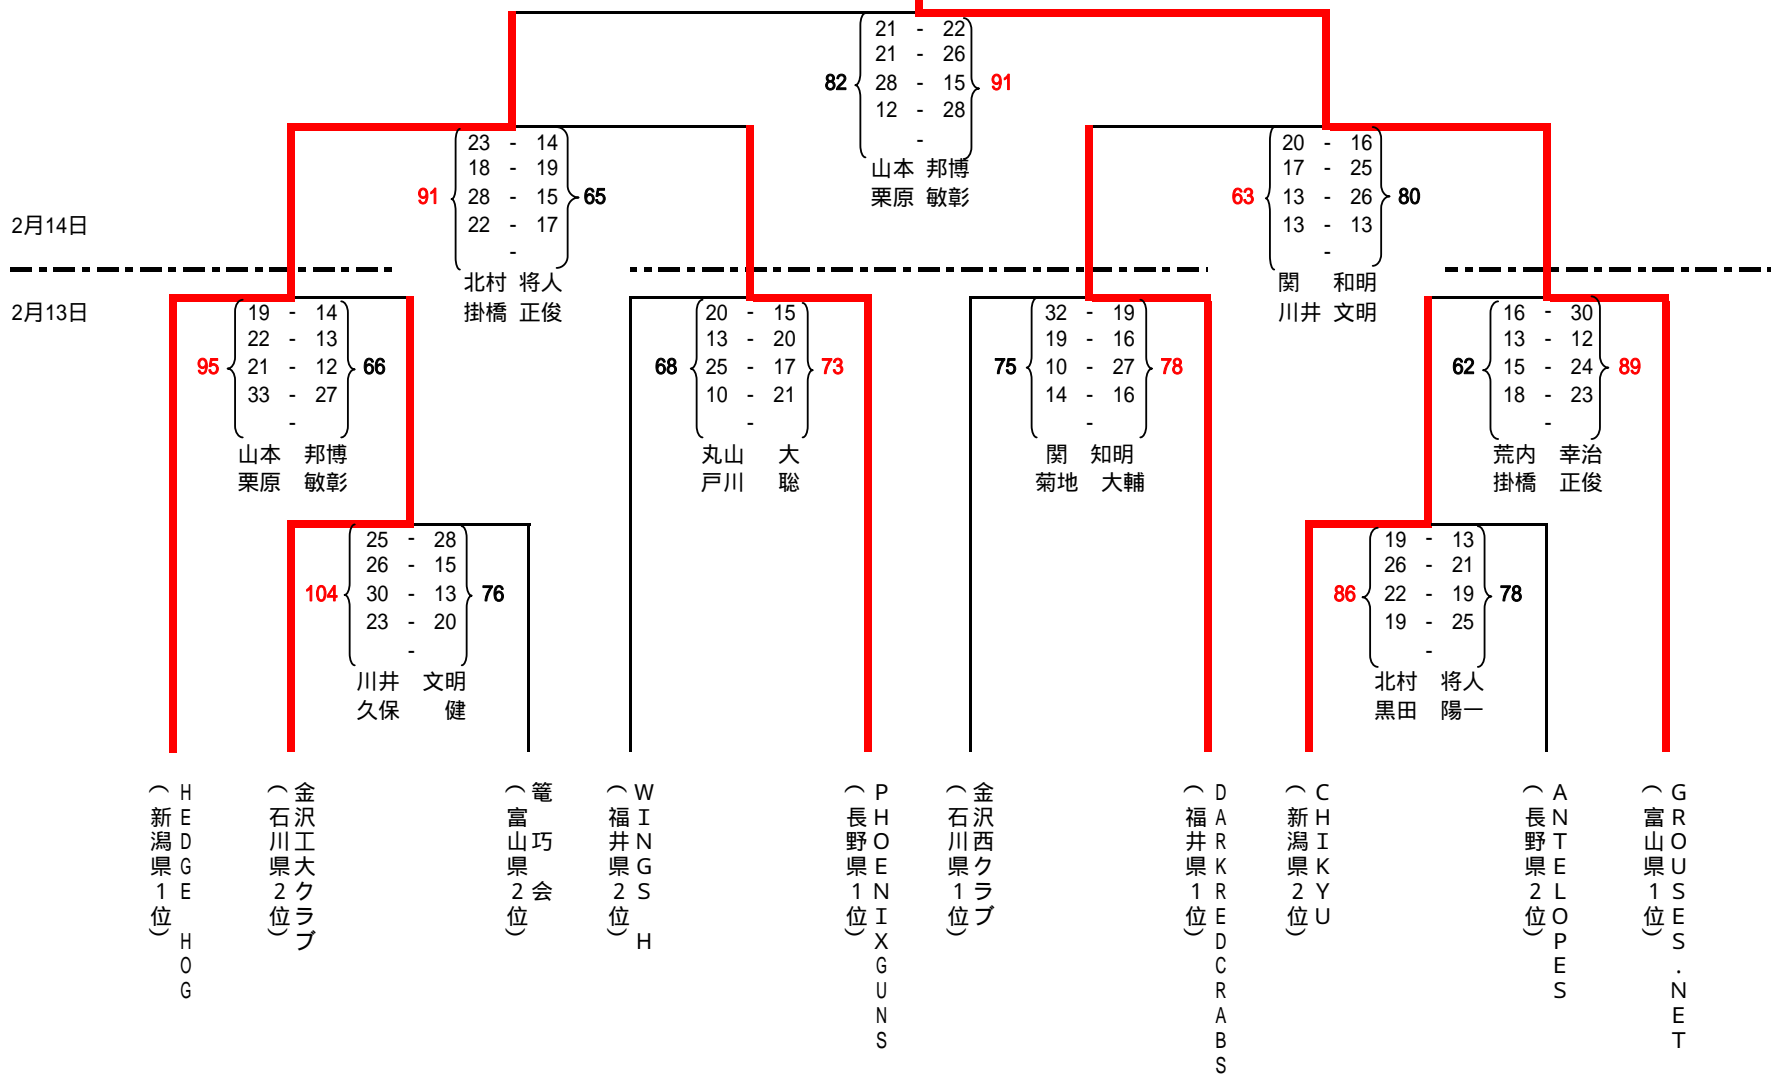 21 - 22
21 - 26
82 28 - 15 91
12 - 28
-
山本 邦博
栗原 敏彰
23 - 14
18 - 19
91 28 - 15 65
22 - 17
-
北村 将人
掛橋 正俊
20 - 16
17 - 25
63 13 - 26 80
13 - 13
-
関 和明
川井 文明
2月14日
2月13日
19 - 14
22 - 13
95 21 - 12 66
33 - 27
-
山本 邦博
栗原 敏彰
20 - 15
13 - 20
68 25 - 17 73
10 - 21
-
丸山 大
戸川 聡
32 - 19
19 - 16
75 10 - 27 78
14 - 16
-
関 知明
菊地 大輔
16 - 30
13 - 12
62 15 - 24 89
18 - 23
-
荒内 幸治
掛橋 正俊
25 - 28
26 - 15
104 30 - 13 76
23 - 20
-
川井 文明
久保 健
19 - 13
26 - 21
86 22 - 19 78
19 - 25
-
北村 将人
黒田 陽一
HEDGE HOG
(新潟県1位)
金沢工大クラブ
(石川県2位)
篭巧会
(富山県2位)
WINGS H
(福井県2位)
PHOENIXGUNS
(長野県1位)
金沢西クラブ
(石川県1位)
DARKREDCRABS
(福井県1位)
CHIKYU
(新潟県2位)
ANTELOPES
(長野県2位)
GROUSES.NET
(富山県1位)